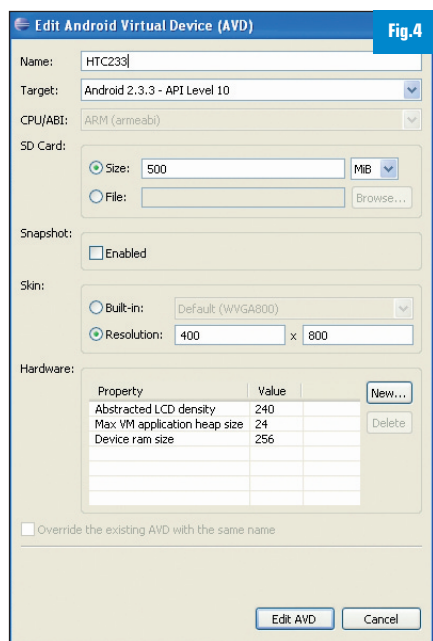 Edit Android Virtual Device (AVD)
Fig.4
Name: HTC233
Target: Android 2.3.3 - API Level 10
CPU/ABI: ARM (armeabi)
SD Card:
Size: 500 MiB
File: Browse...
Snapshot:
Enabled
Skin:
Built-in: Default (WVGA800)
Resolution: 400 x 800
Hardware:
Property Value New...
Abstracted LCD density 240
Max VM application heap size 24 Delete
Device ram size 256
Override the existing AVD with the same name
Edit AVD Cancel